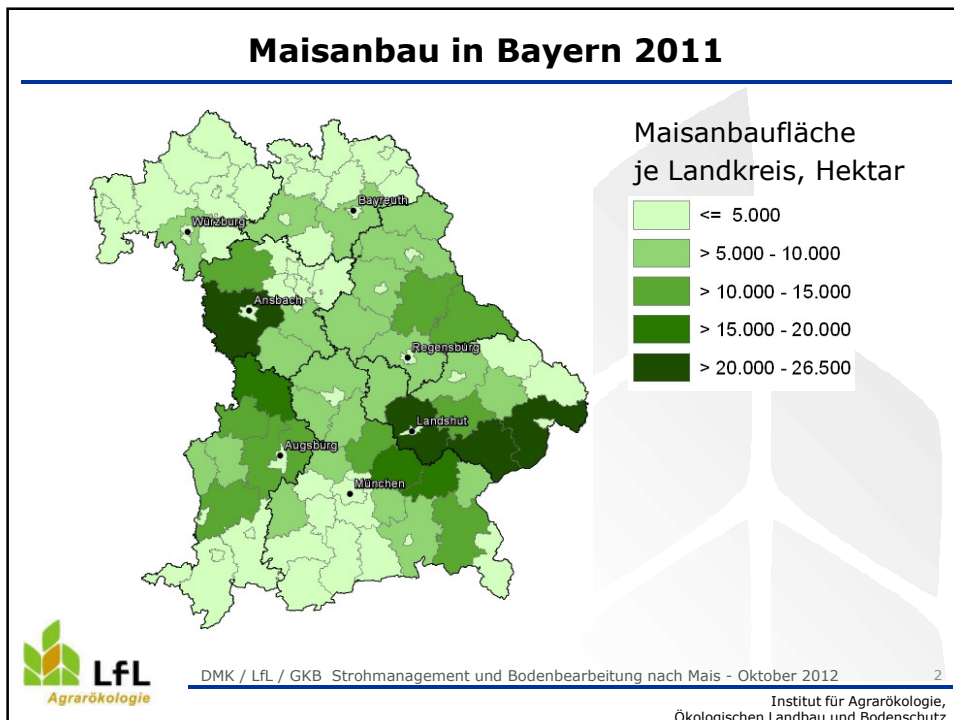 Maisanbau in Bayern 2011
Maisanbaufläche
je Landkreis, Hektar
<= 5.000
> 5.000 - 10.000
> 10.000 - 15.000
> 15.000 - 20.000
> 20.000 - 26.500
Bayreuth
Würzburg
Ansbach
Regensburg
Landshut
Augsburg
München
LfL
Agrarökologie
DMK / LfL / GKB Strohmanagement und Bodenbearbeitung nach Mais - Oktober 2012 2
Institut für Agrarökologie,
Ökologischen Landbau und Bodenschutz